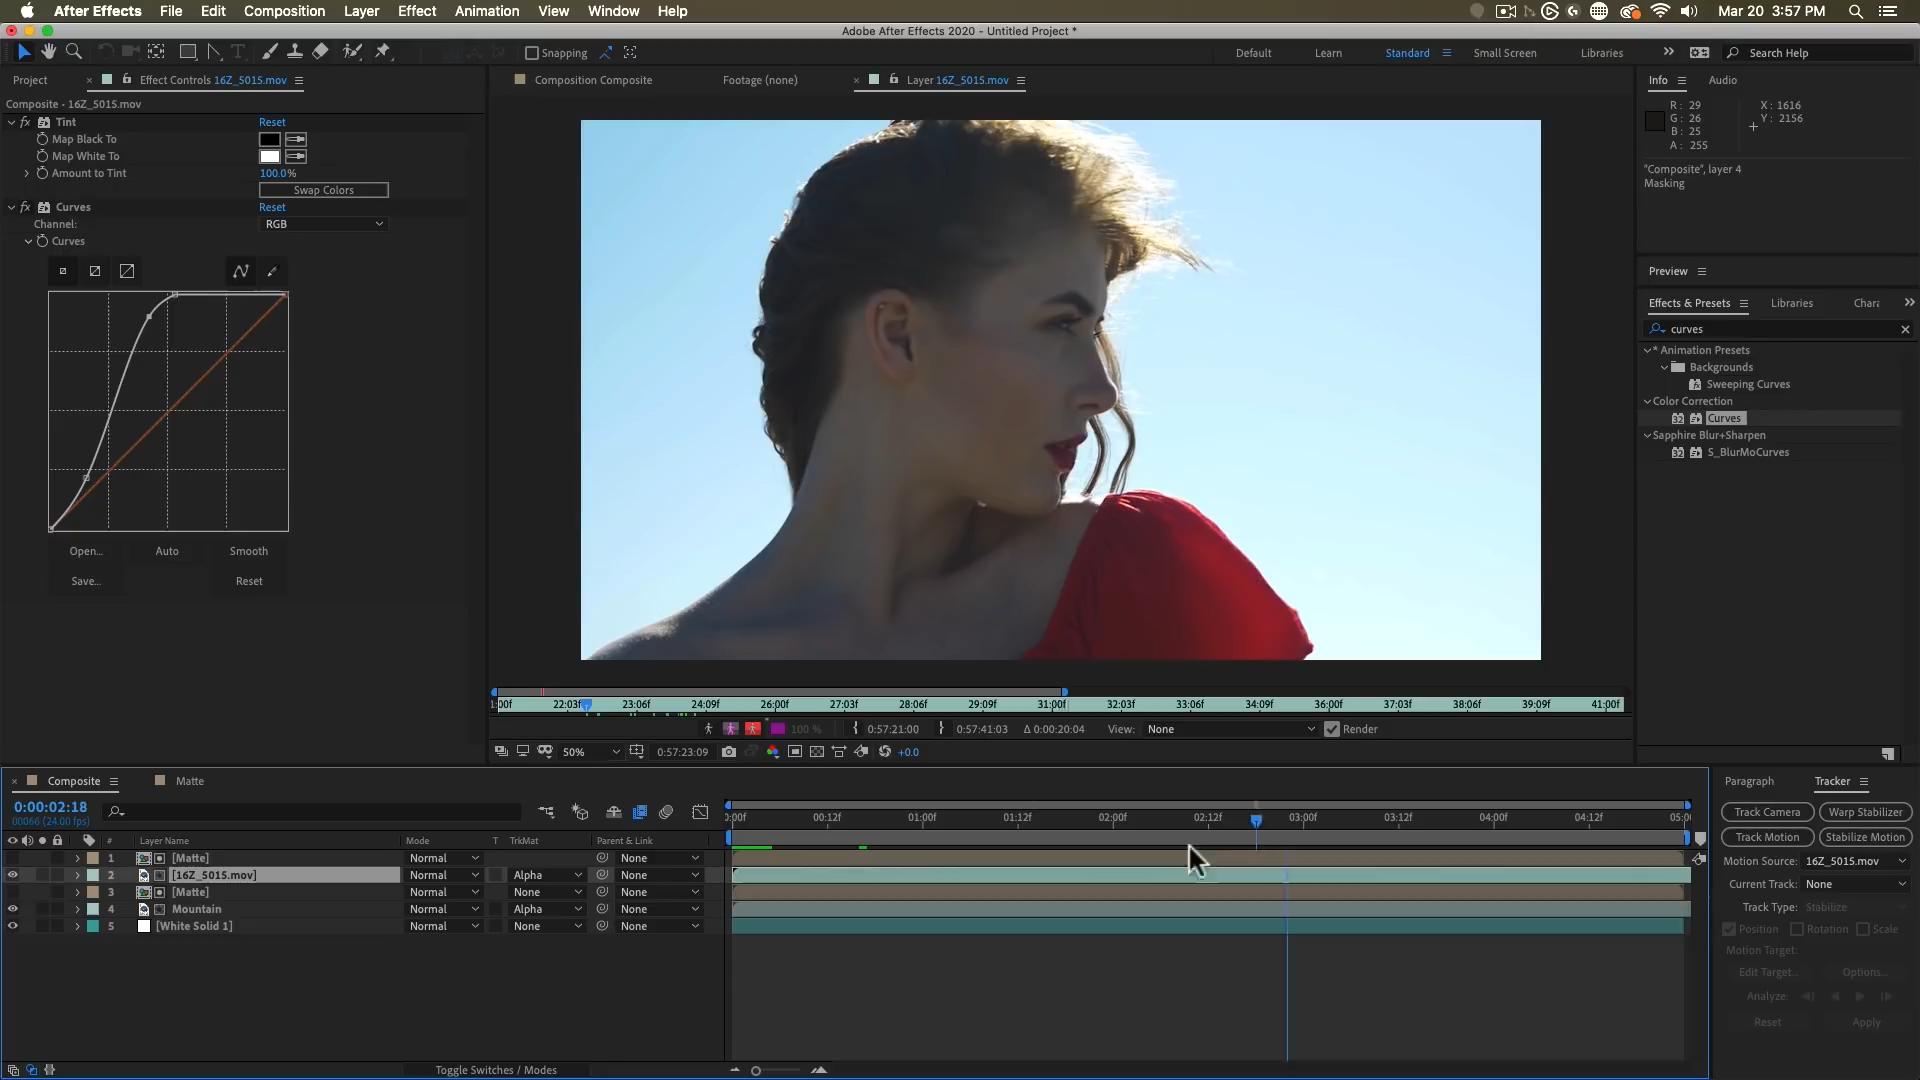 After Effects File Edit Composition Layer Effect Animation View Window Help Mar 20 3:57 PM
Adobe After Effects 2020 - Untitled Project *
Snapping Default Learn Standard Small Screen Libraries Search Help
Project Effect Controls 16Z_5015.mov Composition Composite Footage (none) Layer 16Z_5015.mov Info Audio
Composite - 16Z_5015.mov
R : 29 X : 1616
G : 26 Y : 2156
B : 25
A : 255
"Composite", layer 4
Masking
fx Tint Reset
Map Black To
Map White To
Amount to Tint 100.0%
Swap Colors
fx Curves Reset
Channel: RGB
Curves
Open... Auto Smooth
Save... Reset
Preview
Effects & Presets Libraries Chara
curves
* Animation Presets
Backgrounds
Sweeping Curves
Color Correction
32 Curves
Sapphire Blur+Sharpen
32 S_BlurMoCurves
:00f 22:03f 23:06f 24:09f 26:00f 27:03f 28:06f 29:09f 31:00f 32:03f 33:06f 34:09f 36:00f 37:03f 38:06f 39:09f 41:00f
100 % 0:57:21:00 0:57:41:03 Δ 0:00:20:04 View: None Render
50% 0:57:23:09 +0.0
Composite Matte
0:00:02:18
00066 (24.00 fps)
:00f 00:12f 01:00f 01:12f 02:00f 02:12f 03:00f 03:12f 04:00f 04:12f 05:0
# Layer Name Mode T TrkMat Parent & Link
1 [Matte] Normal None
2 [16Z_5015.mov] Normal Alpha None
3 [Matte] Normal None None
4 Mountain Normal Alpha None
5 [White Solid 1] Normal None None
Toggle Switches / Modes
Paragraph Tracker
Track Camera Warp Stabilizer
Track Motion Stabilize Motion
Motion Source: 16Z_5015.mov
Current Track: None
Track Type: Stabilize
Position Rotation Scale
Motion Target:
Edit Target... Options...
Analyze:
Reset Apply